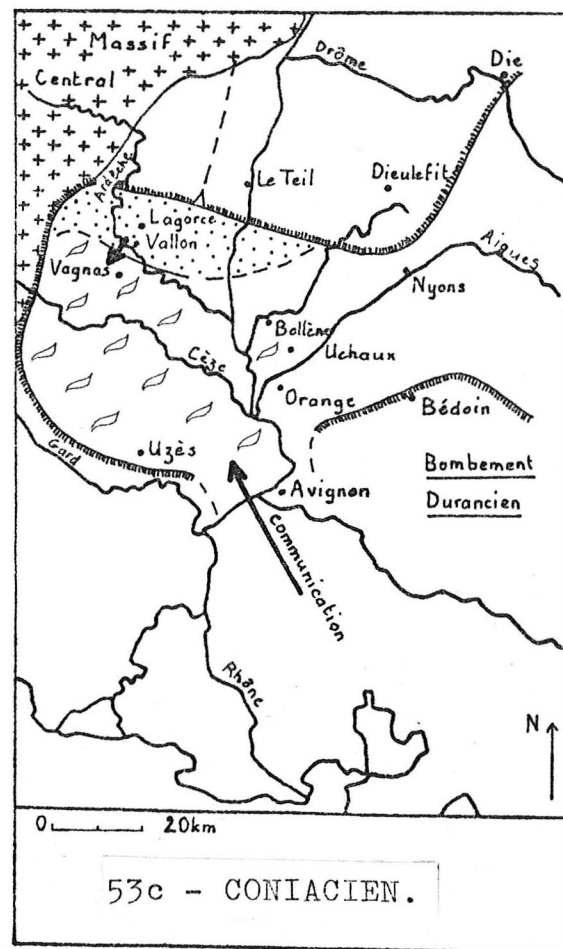 Massif
Central
Drôme
Die
Ardèche
Le Teil
Dieulefit
Lagorce
Vallon
Vagnas
Aigues
Nyons
Bollène
Uchaux
Cèze
Orange
Bédoin
Uzès
Gard
Bombement
Durancien
Avignon
communication
Rhône
N
0 20km
53c - CONIACIEN.